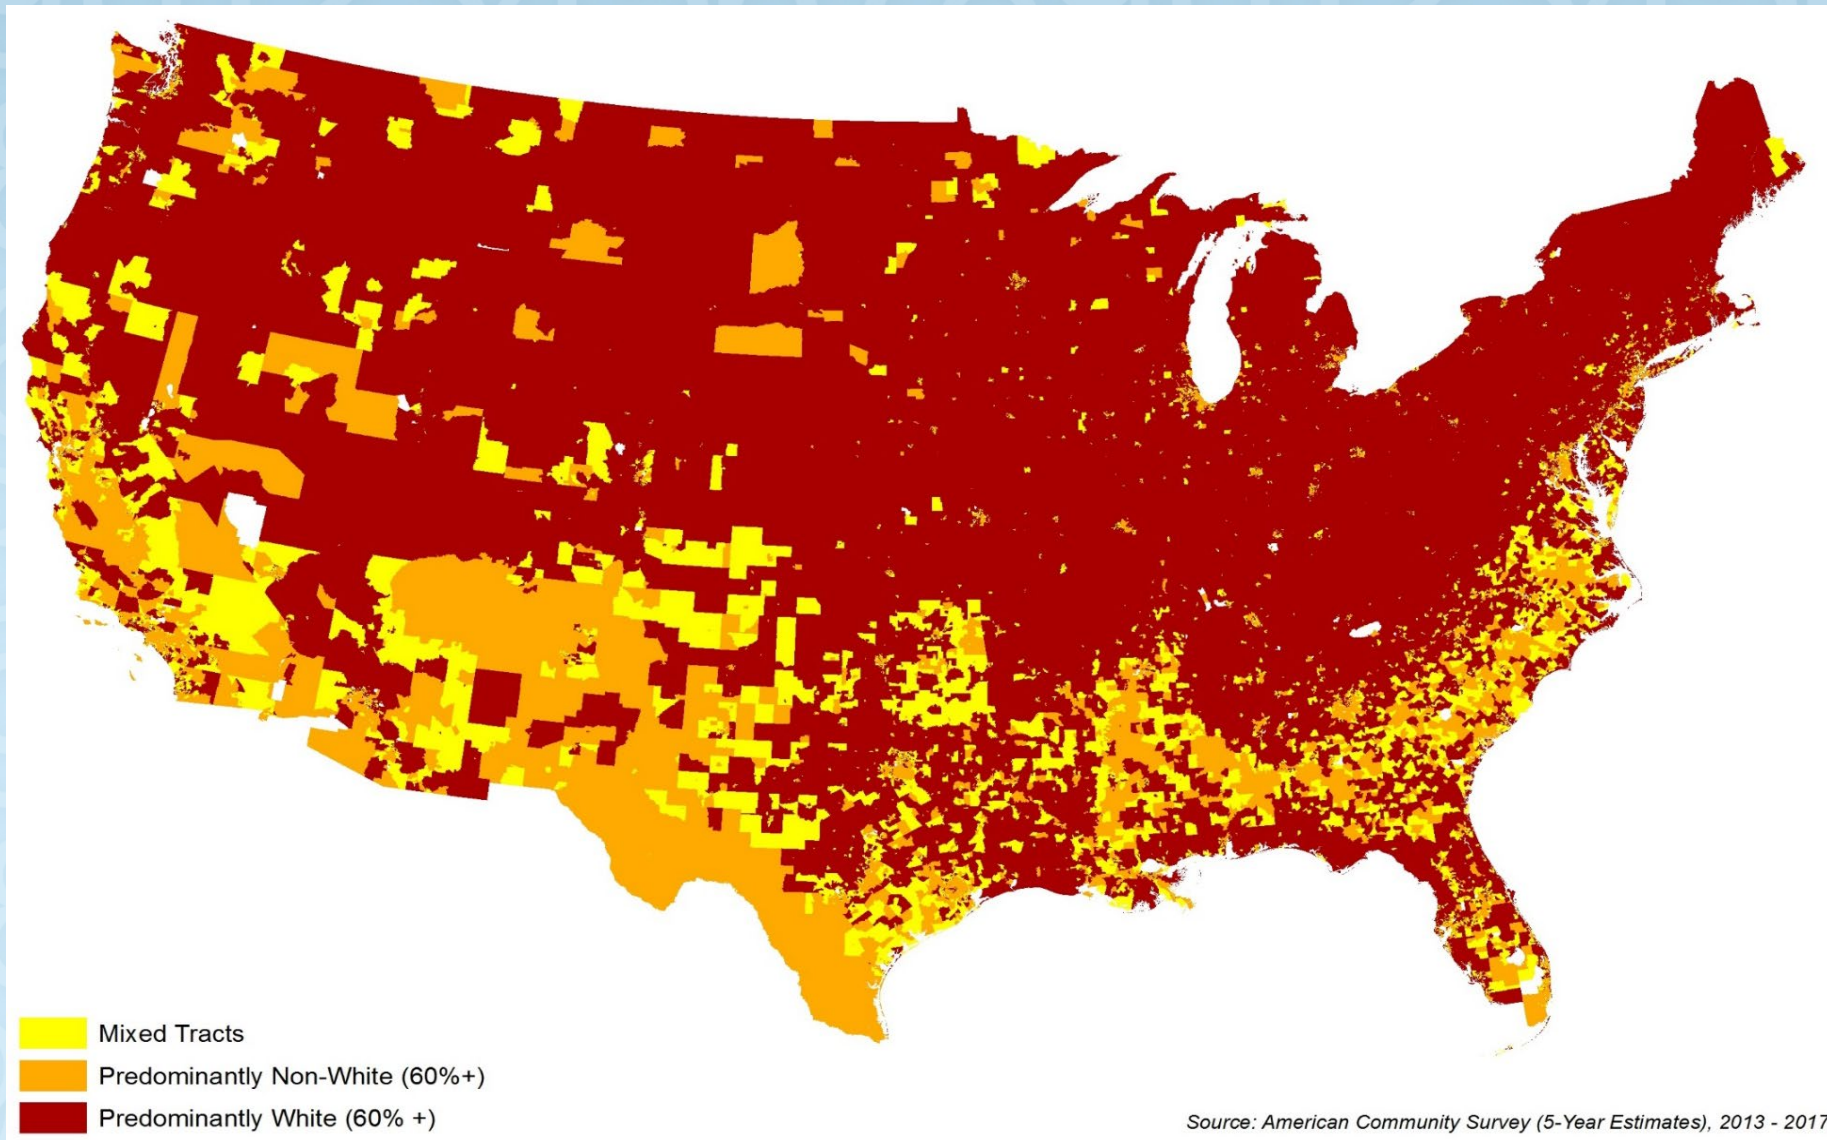 Mixed Tracts
Predominantly Non-White (60%+)
Predominantly White (60% +)
Source: American Community Survey (5-Year Estimates), 2013 - 2017